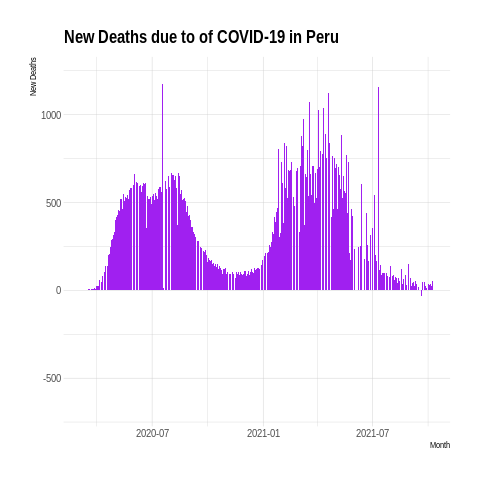 New Deaths due to of COVID-19 in Peru
New Deaths
1000
500
0
-500
2020-07
2021-01
2021-07
Month